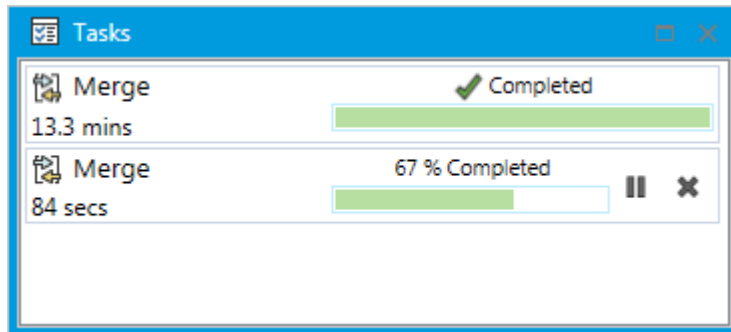 Tasks
Merge
Completed
13.3 mins
Merge
67 % Completed
84 secs